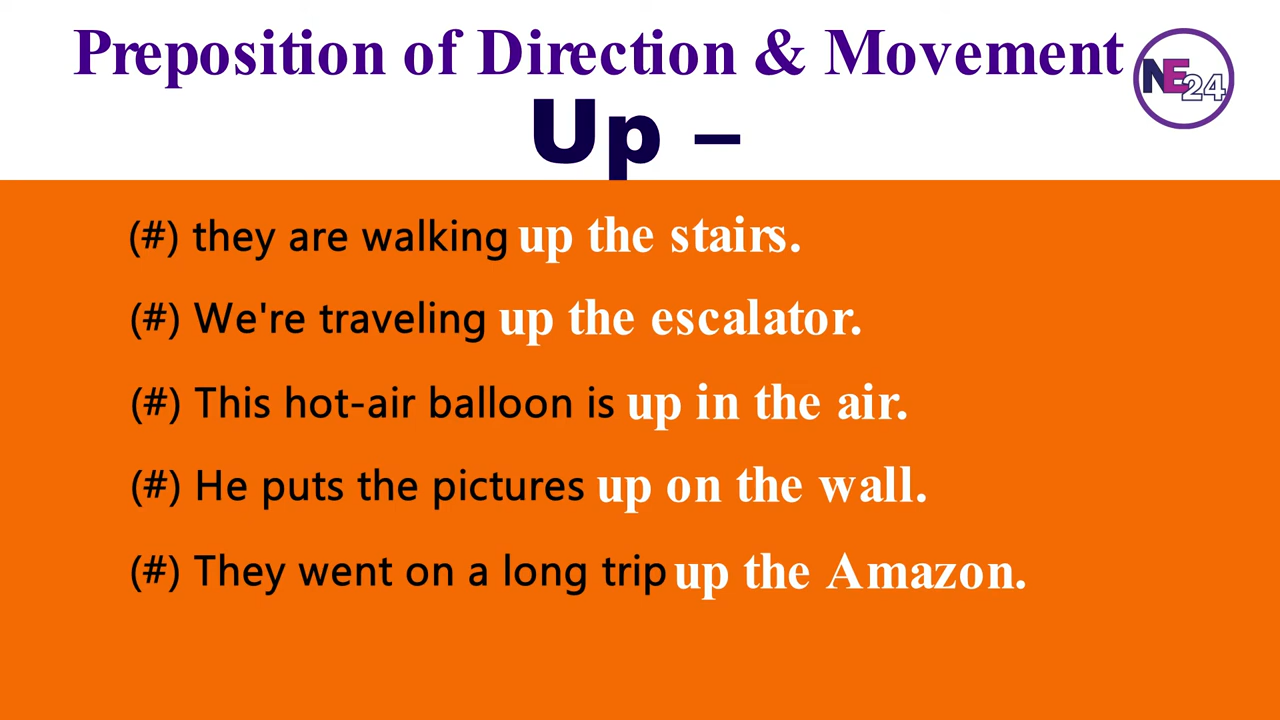 Preposition of Direction & Movement
NE24
Up –
(#) they are walking up the stairs.
(#) We're traveling up the escalator.
(#) This hot-air balloon is up in the air.
(#) He puts the pictures up on the wall.
(#) They went on a long trip up the Amazon.